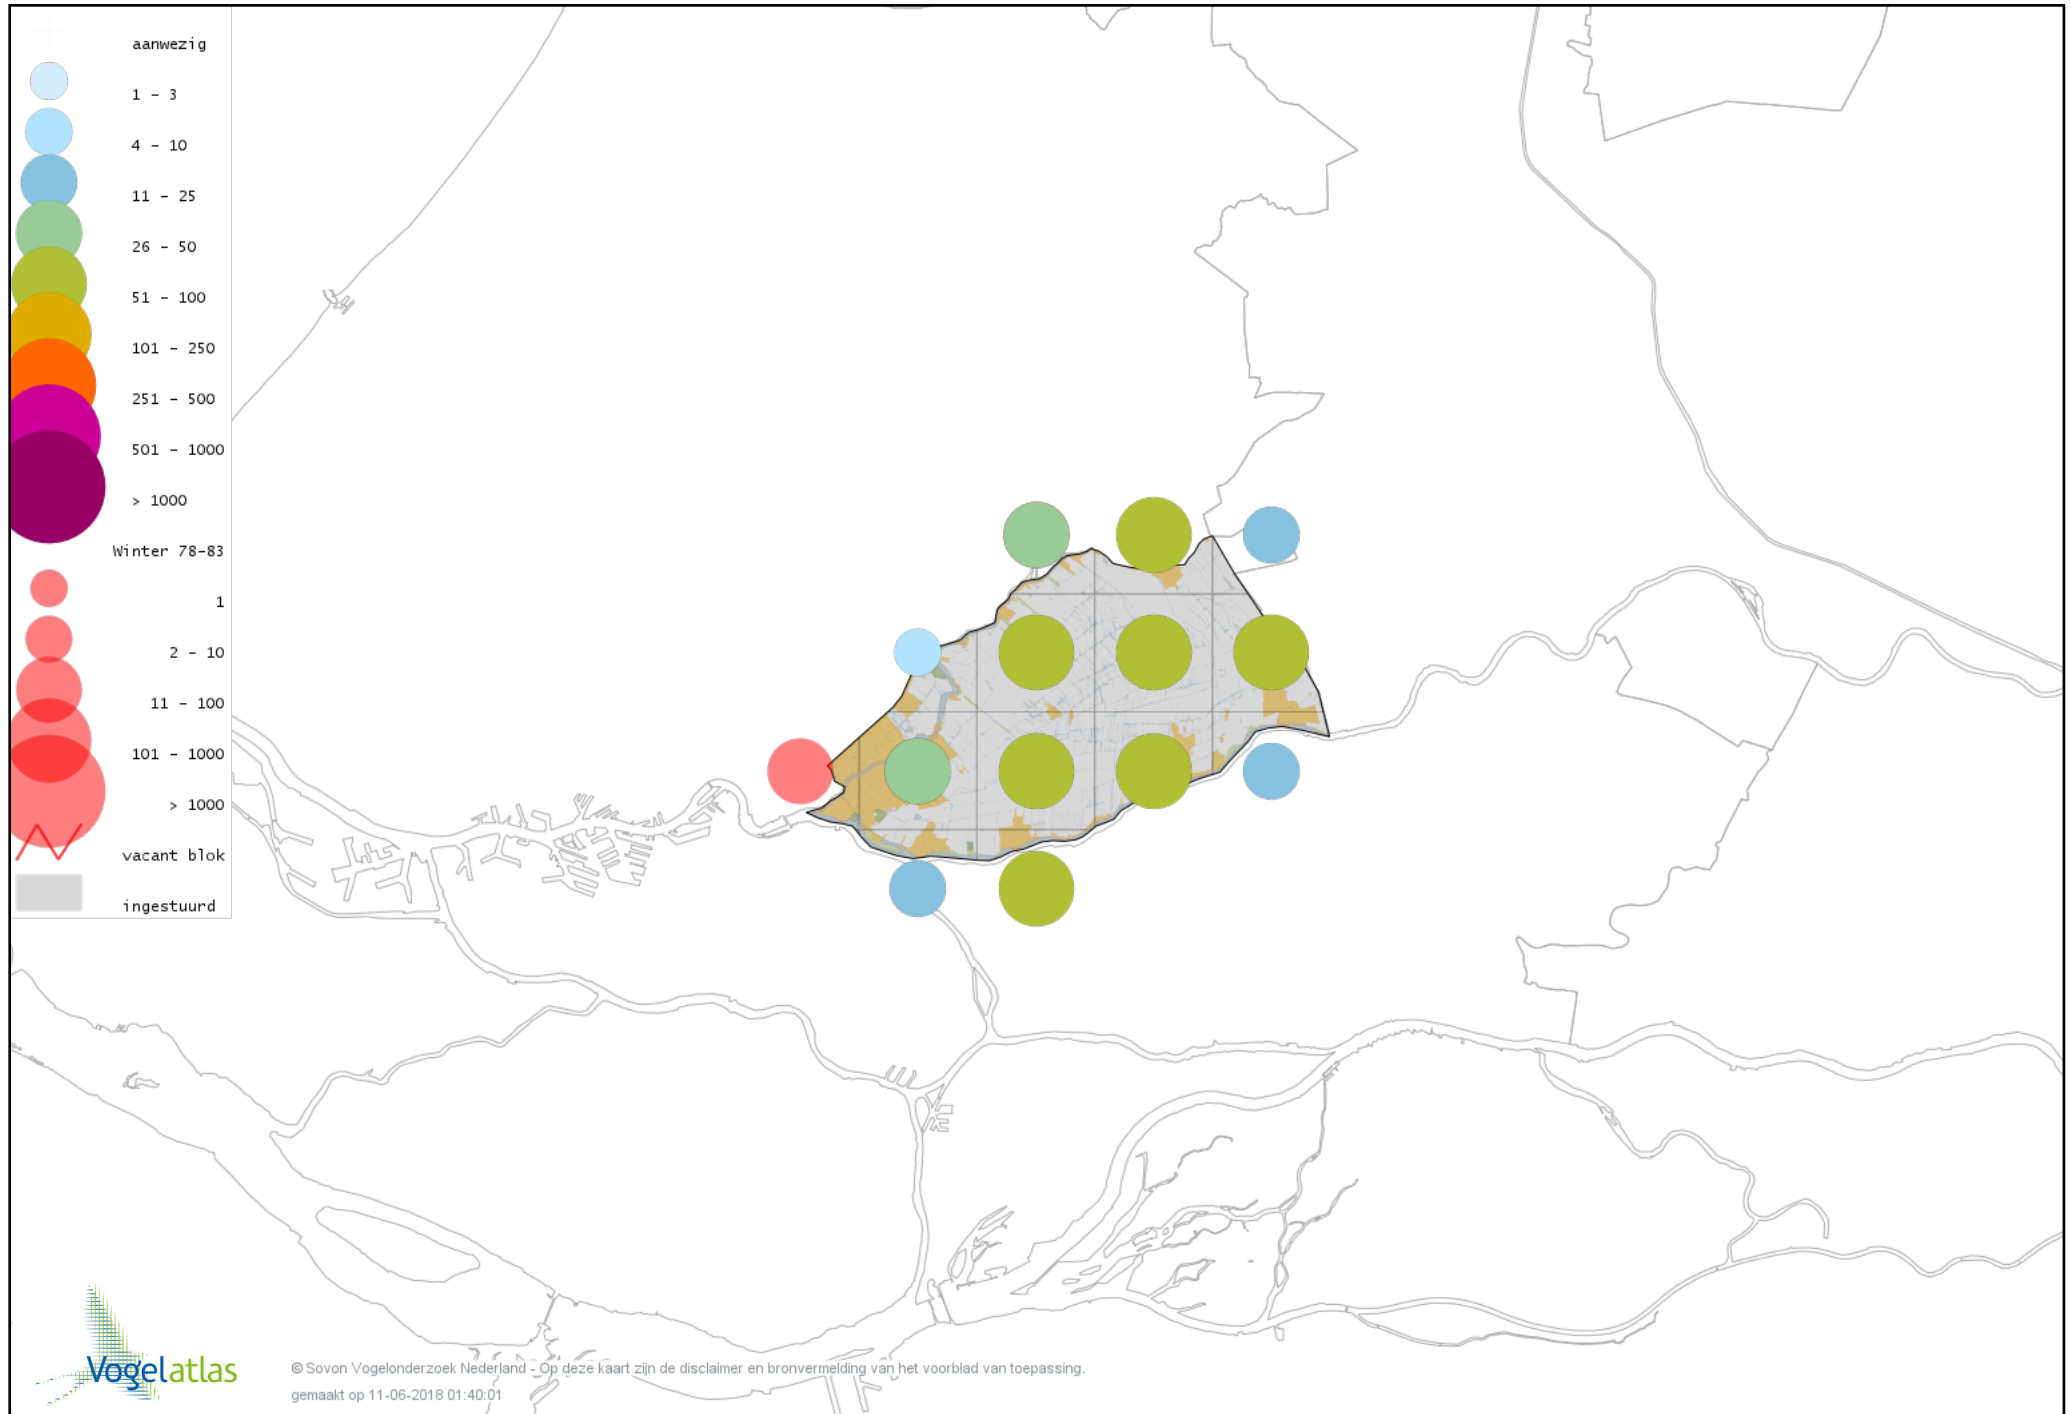 aanwezig
1 – 3
4 – 10
11 – 25
26 – 50
51 – 100
101 – 250
251 – 500
501 – 1000
> 1000
Winter 78-83
1
2 – 10
11 – 100
101 – 1000
> 1000
vacant blok
ingestuurd
Vogelatlas
© Sovon Vogelonderzoek Nederland - Op deze kaart zijn de disclaimer en bronvermelding van het voorblad van toepassing.
gemaakt op 11-06-2018 01:40:01